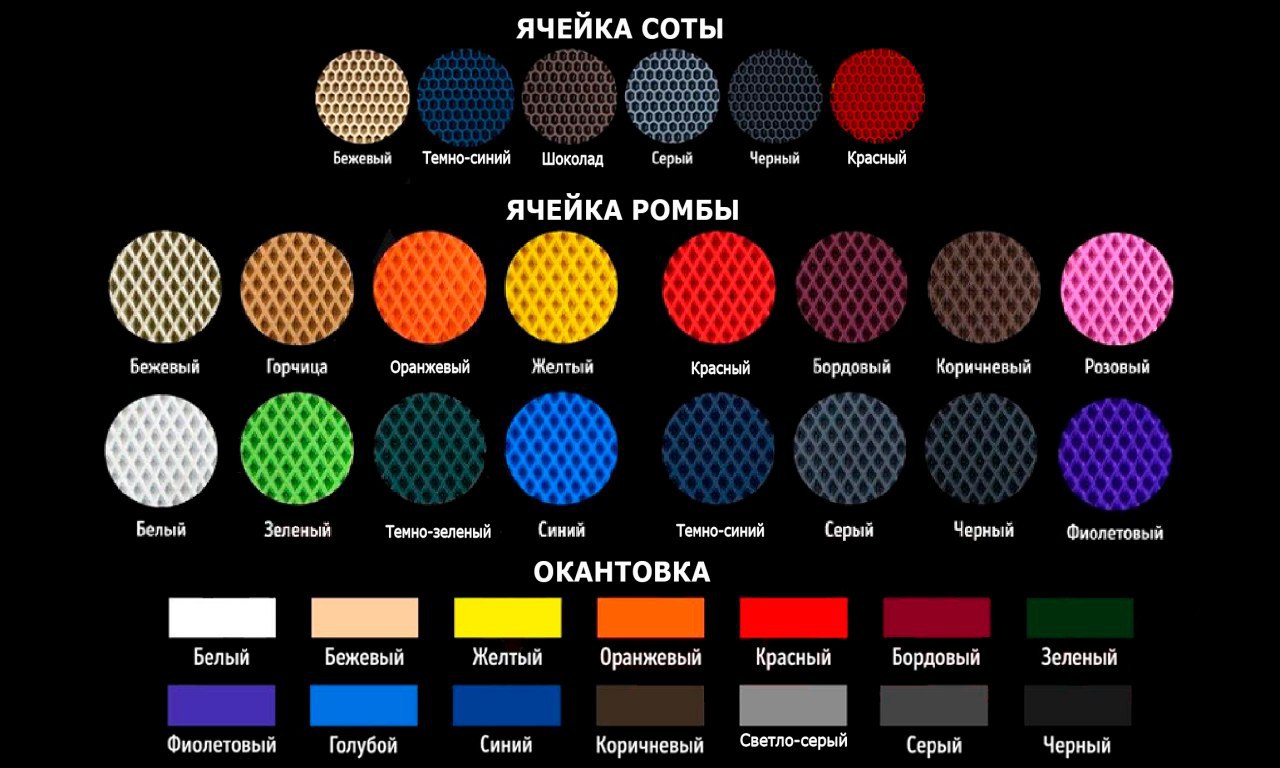 ЯЧЕЙКА СОТЫ
Бежевый Темно-синий Шоколад Серый Черный Красный
ЯЧЕЙКА РОМБЫ
Бежевый Горчица Оранжевый Желтый Красный Бордовый Коричневый Розовый
Белый Зеленый Темно-зеленый Синий Темно-синий Серый Черный Фиолетовый
ОКАНТОВКА
Белый Бежевый Желтый Оранжевый Красный Бордовый Зеленый
Фиолетовый Голубой Синий Коричневый Светло-серый Серый Черный